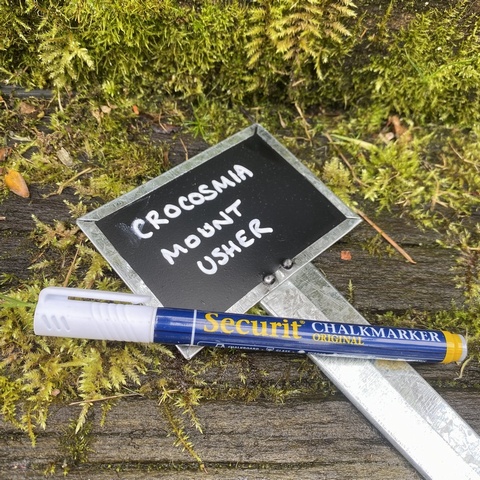 CROCOSMIA
MOUNT
USHER
Securit® CHALKMARKER
ORIGINAL